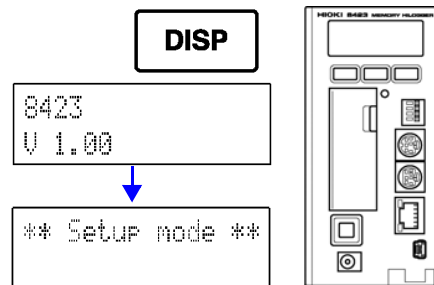 DISP
8423
V 1.00
** Setup mode **
HIOKI 8423 MEMORY HiLOGGER